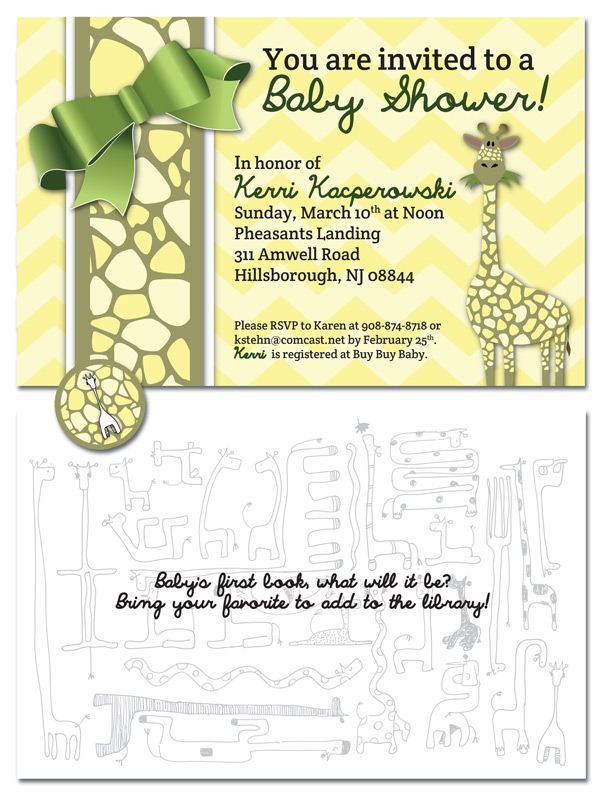 You are invited to a
Baby Shower!
In honor of
Kerri Kacperowski
Sunday, March 10th at Noon
Pheasants Landing
311 Amwell Road
Hillsborough, NJ 08844
Please RSVP to Karen at 908-874-8718 or
kstehn@comcast.net by February 25th.
Kerri is registered at Buy Buy Baby.
Baby's first book, what will it be?
Bring your favorite to add to the library!